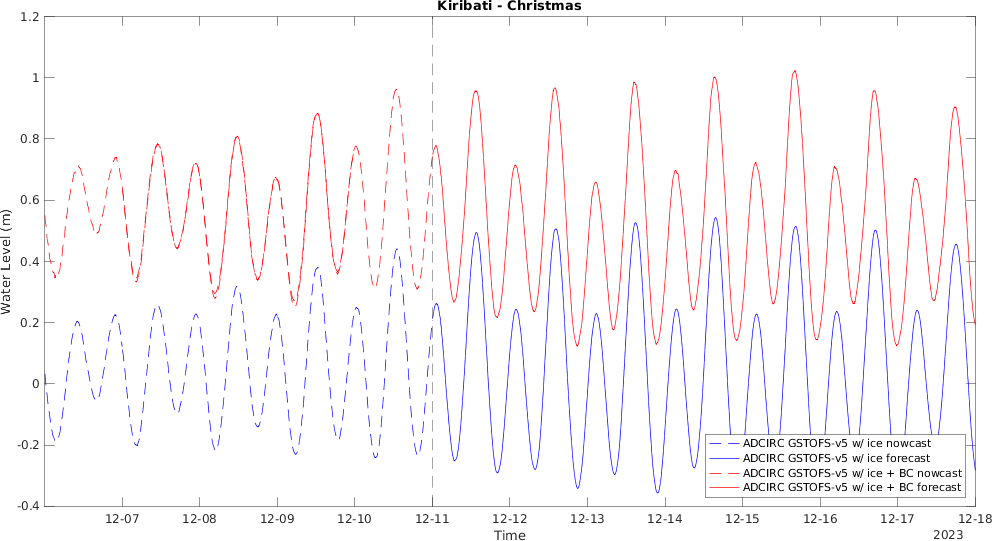 Kiribati - Christmas
1.2
1
0.8
0.6
0.4
0.2
0
-0.2
-0.4
Water Level (m)
ADCIRC GSTOFS-v5 w/ ice nowcast
ADCIRC GSTOFS-v5 w/ ice forecast
ADCIRC GSTOFS-v5 w/ ice + BC nowcast
ADCIRC GSTOFS-v5 w/ ice + BC forecast
12-07 12-08 12-09 12-10 12-11 12-12 12-13 12-14 12-15 12-16 12-17 12-18
Time
2023